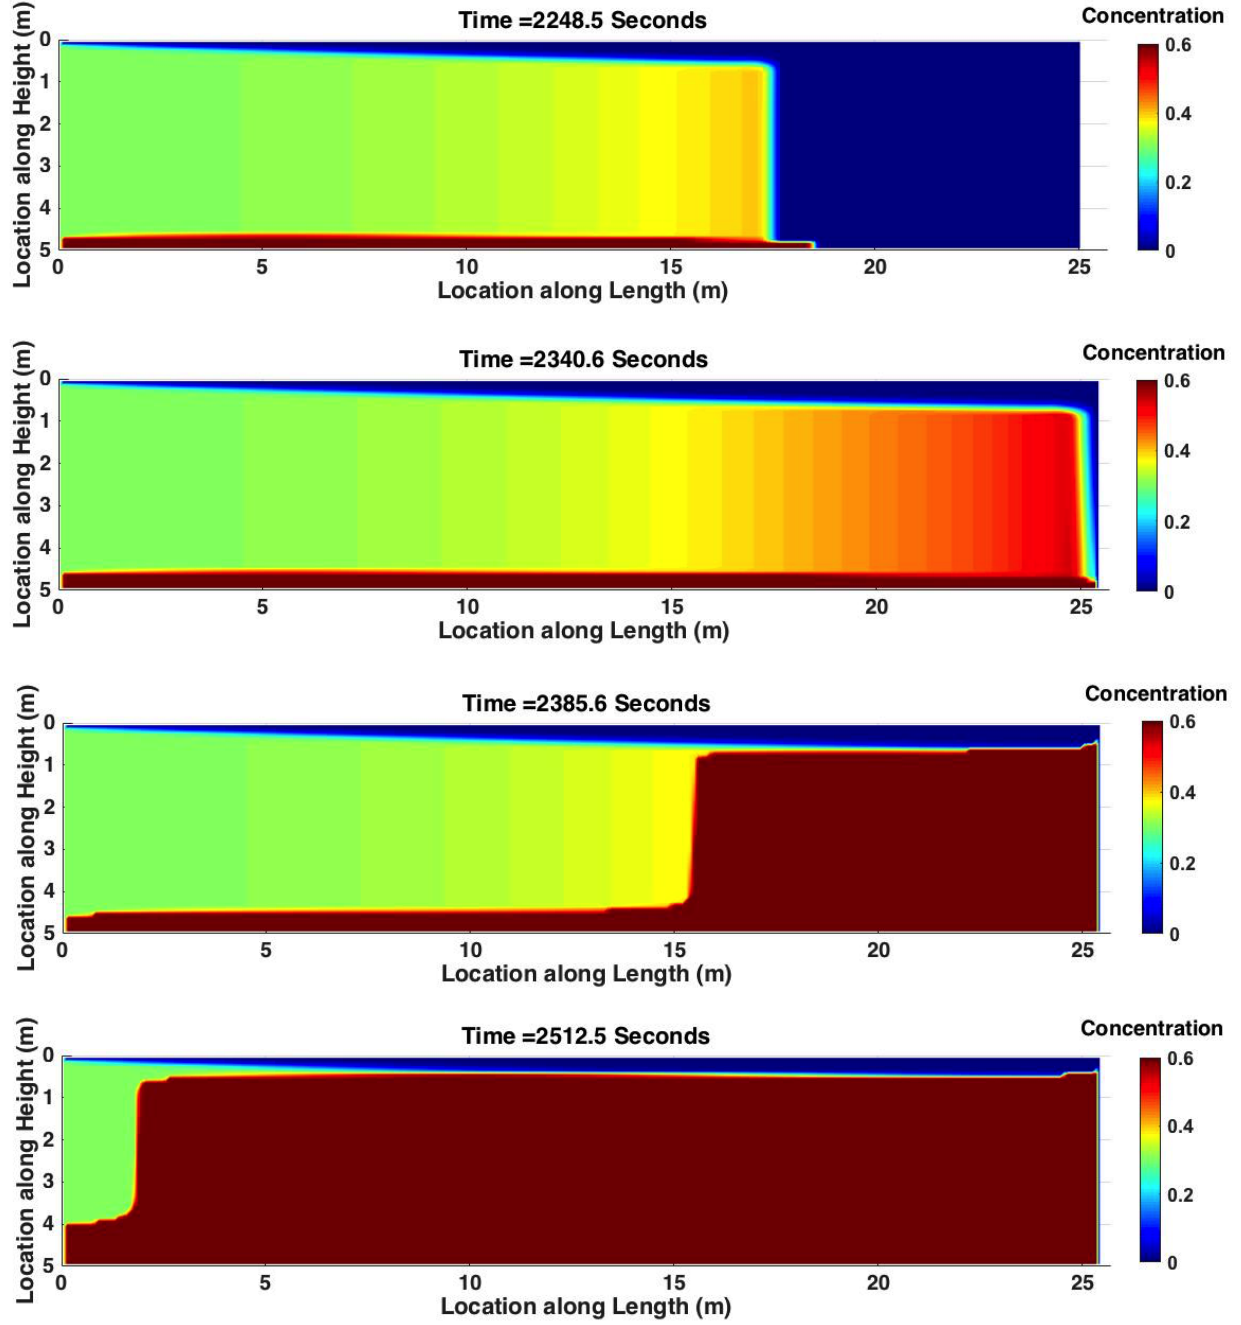 Time =2248.5 Seconds
Concentration
Location along Height (m)
0
1
2
3
4
5
0 5 10 15 20 25
Location along Length (m)
0.6
0.4
0.2
0
Time =2340.6 Seconds
Concentration
Location along Height (m)
0
1
2
3
4
5
0 5 10 15 20 25
Location along Length (m)
0.6
0.4
0.2
0
Time =2385.6 Seconds
Concentration
Location along Height (m)
0
1
2
3
4
5
0 5 10 15 20 25
Location along Length (m)
0.6
0.4
0.2
0
Time =2512.5 Seconds
Concentration
Location along Height (m)
0
1
2
3
4
5
0 5 10 15 20 25
Location along Length (m)
0.6
0.4
0.2
0